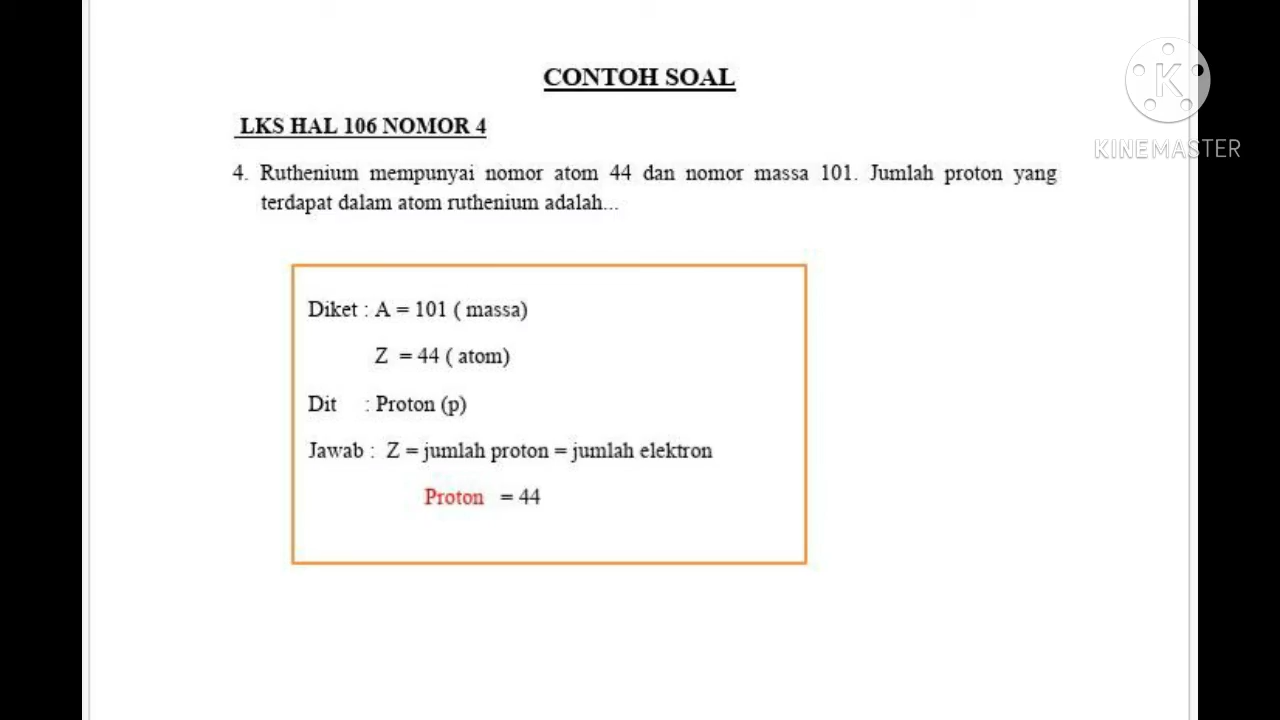 CONTOH SOAL
K
KINEMASTER
LKS HAL 106 NOMOR 4
4. Ruthenium mempunyai nomor atom 44 dan nomor massa 101. Jumlah proton yang
terdapat dalam atom ruthenium adalah...
Diket : A = 101 ( massa)
Z = 44 ( atom)
Dit : Proton (p)
Jawab : Z = jumlah proton = jumlah elektron
Proton = 44